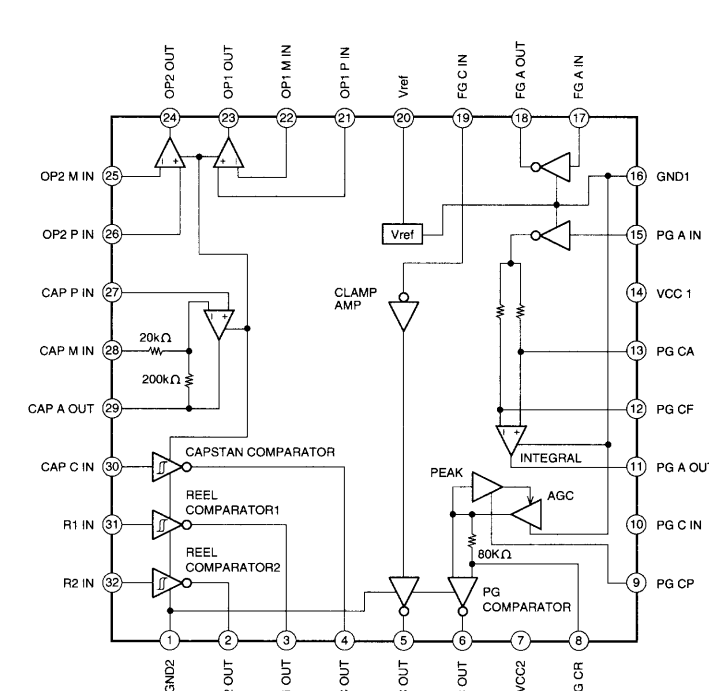 OP2 OUT
OP1 OUT
OP1 M IN
OP1 P IN
Vref
FG C IN
FG A OUT
FG A IN
24
23
22
21
20
19
18
17
OP2 M IN
25
16
GND1
OP2 P IN
26
Vref
15
PG A IN
CAP P IN
27
CLAMP
AMP
14
VCC 1
20kΩ
CAP M IN
28
13
PG CA
200kΩ
CAP A OUT
29
12
PG CF
CAPSTAN COMPARATOR
INTEGRAL
CAP C IN
30
PEAK
11
PG A OU
REEL
COMPARATOR1
AGC
R1 IN
31
10
PG C IN
REEL
COMPARATOR2
80KΩ
R2 IN
32
PG
COMPARATOR
9
PG CP
1
2
3
4
5
6
7
8
GND2
OUT
OUT
OUT
OUT
OUT
VCC2
G CR